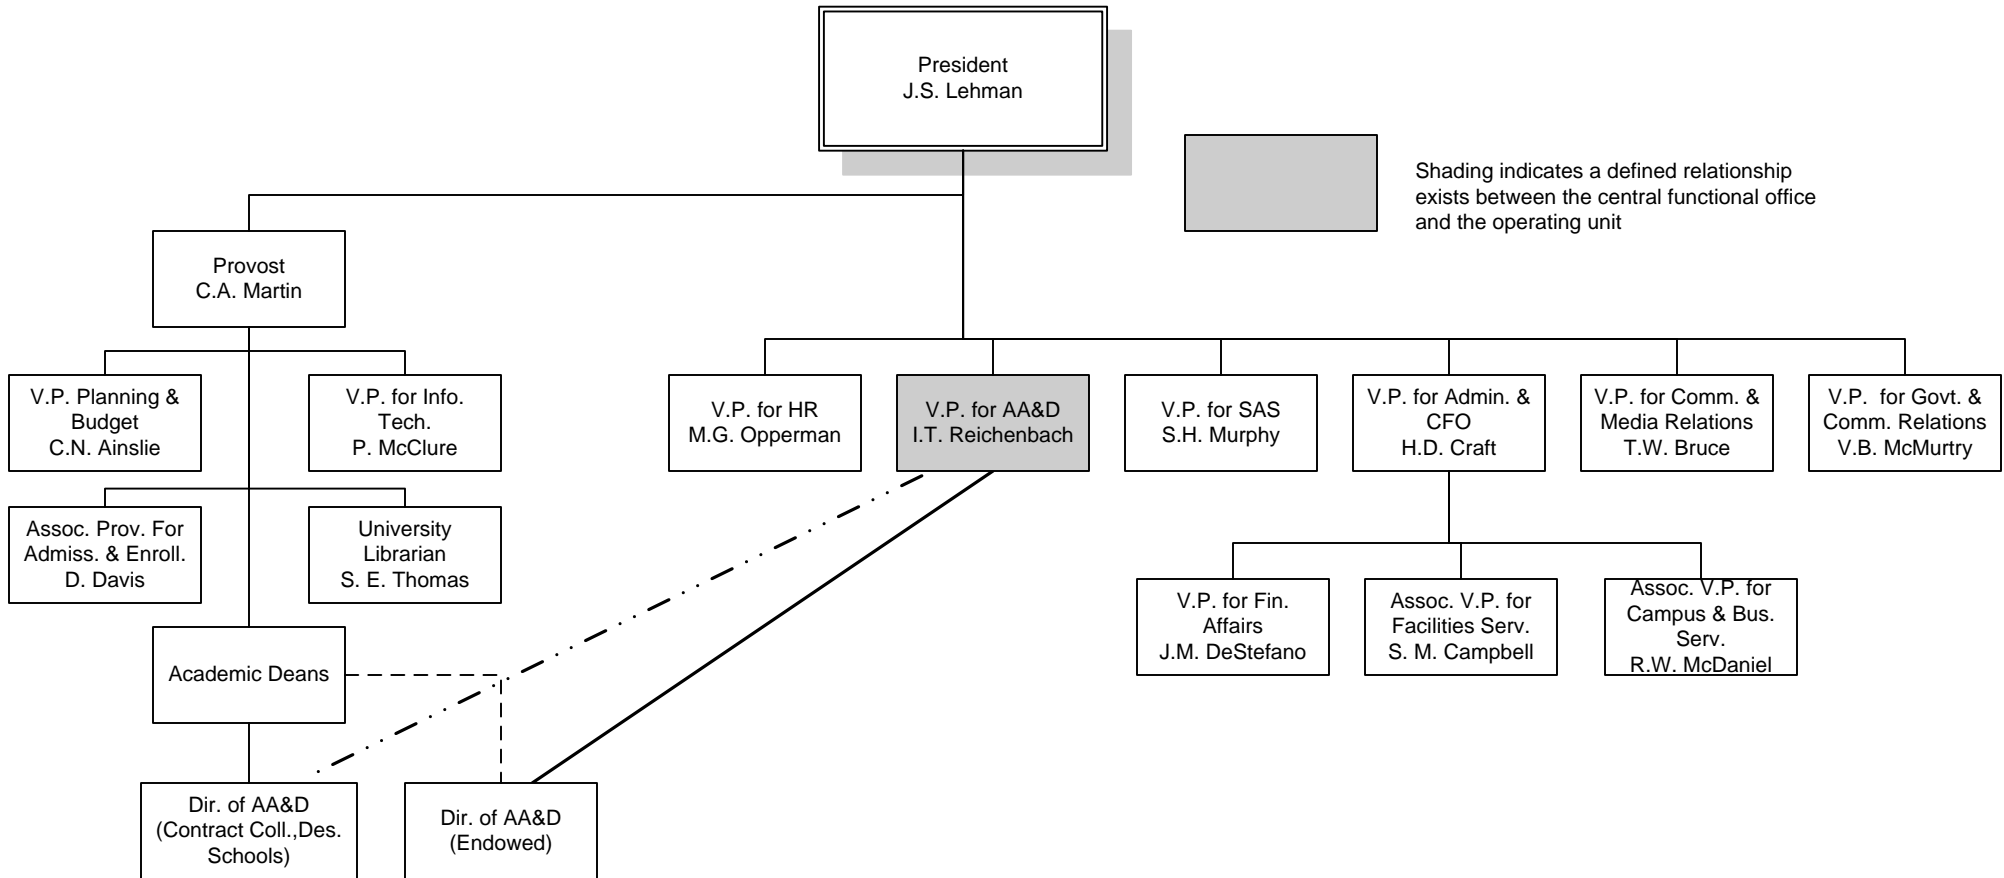 President
J.S. Lehman
Shading indicates a defined relationship
exists between the central functional office
and the operating unit
Provost
C.A. Martin
V.P. Planning &
Budget
C.N. Ainslie
V.P. for Info.
Tech.
P. McClure
V.P. for HR
M.G. Opperman
V.P. for AA&D
I.T. Reichenbach
V.P. for SAS
S.H. Murphy
V.P. for Admin. &
CFO
H.D. Craft
V.P. for Comm. &
Media Relations
T.W. Bruce
V.P. for Govt. &
Comm. Relations
V.B. McMurtry
Assoc. Prov. For
Admiss. & Enroll.
D. Davis
University
Librarian
S. E. Thomas
V.P. for Fin.
Affairs
J.M. DeStefano
Assoc. V.P. for
Facilities Serv.
S. M. Campbell
Assoc. V.P. for
Campus & Bus.
Serv.
R.W. McDaniel
Academic Deans
Dir. of AA&D
(Contract Coll.,Des.
Schools)
Dir. of AA&D
(Endowed)